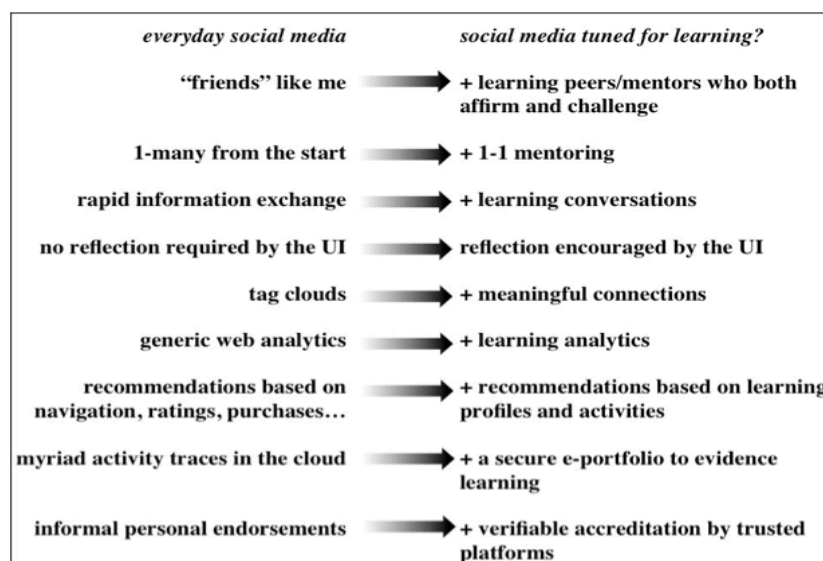 everyday social media
social media tuned for learning?
“friends” like me
+ learning peers/mentors who both
affirm and challenge
1-many from the start
+ 1-1 mentoring
rapid information exchange
+ learning conversations
no reflection required by the UI
reflection encouraged by the UI
tag clouds
+ meaningful connections
generic web analytics
+ learning analytics
recommendations based on
navigation, ratings, purchases…
+ recommendations based on learning
profiles and activities
myriad activity traces in the cloud
+ a secure e-portfolio to evidence
learning
informal personal endorsements
+ verifiable accreditation by trusted
platforms